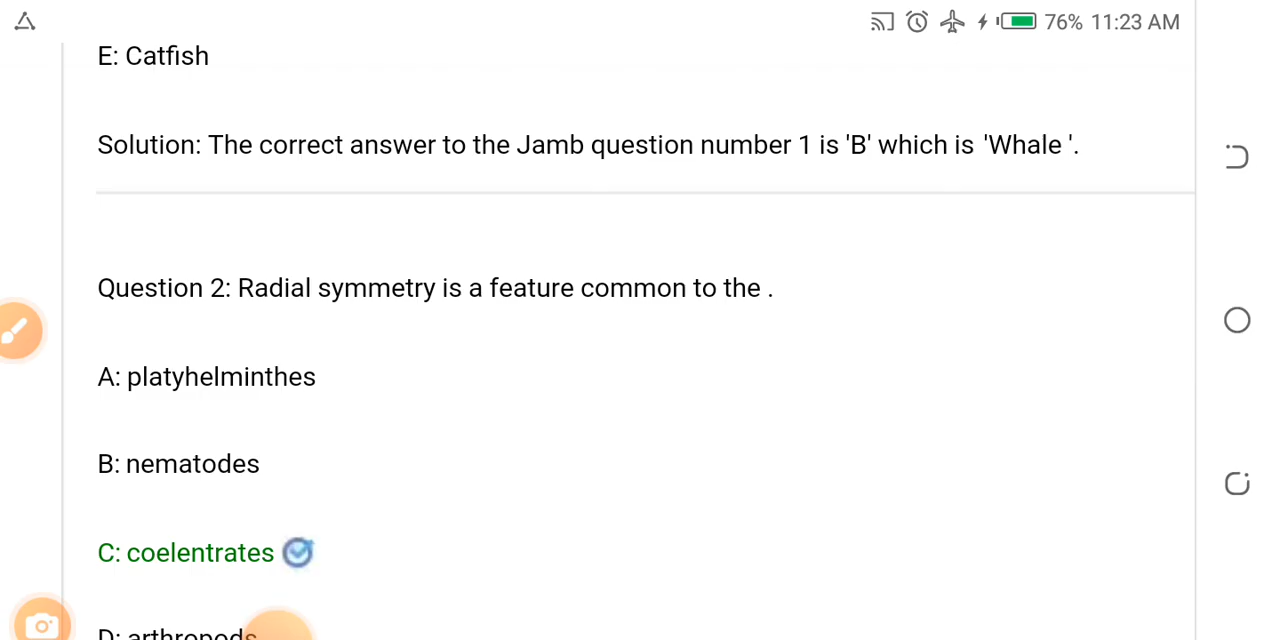 76% 11:23 AM
E: Catfish
Solution: The correct answer to the Jamb question number 1 is 'B' which is 'Whale '.
Question 2: Radial symmetry is a feature common to the .
A: platyhelminthes
B: nematodes
C: coelentrates
D: arthropods